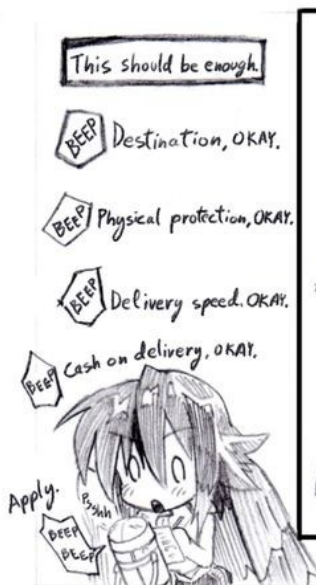 This should be enough.
BEEP Destination, OKAY.
BEEP Physical protection, OKAY.
BEEP Delivery speed. OKAY.
BEEP Cash on delivery, OKAY.
Apply.
Psshh
BEEP
BEEP